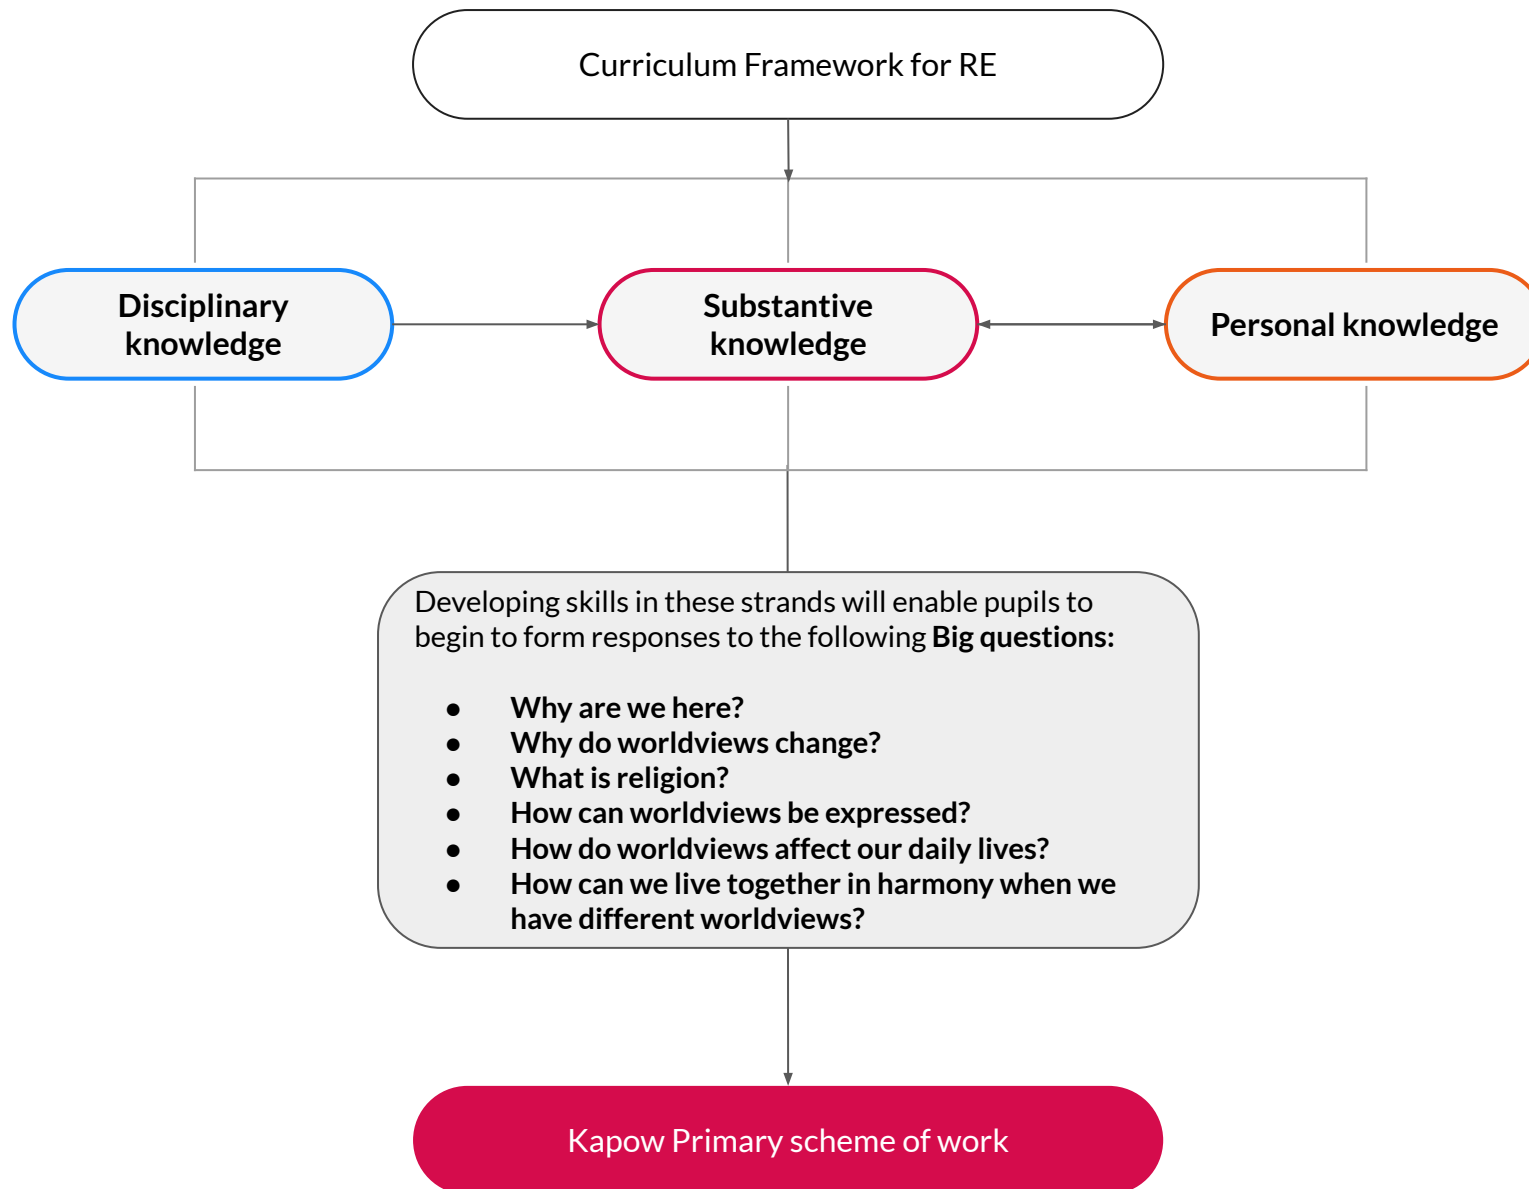 Curriculum Framework for RE
Disciplinary
knowledge
Substantive
knowledge
Personal knowledge
Developing skills in these strands will enable pupils to
begin to form responses to the following Big questions:
● Why are we here?
● Why do worldviews change?
● What is religion?
● How can worldviews be expressed?
● How do worldviews affect our daily lives?
● How can we live together in harmony when we
have different worldviews?
Kapow Primary scheme of work